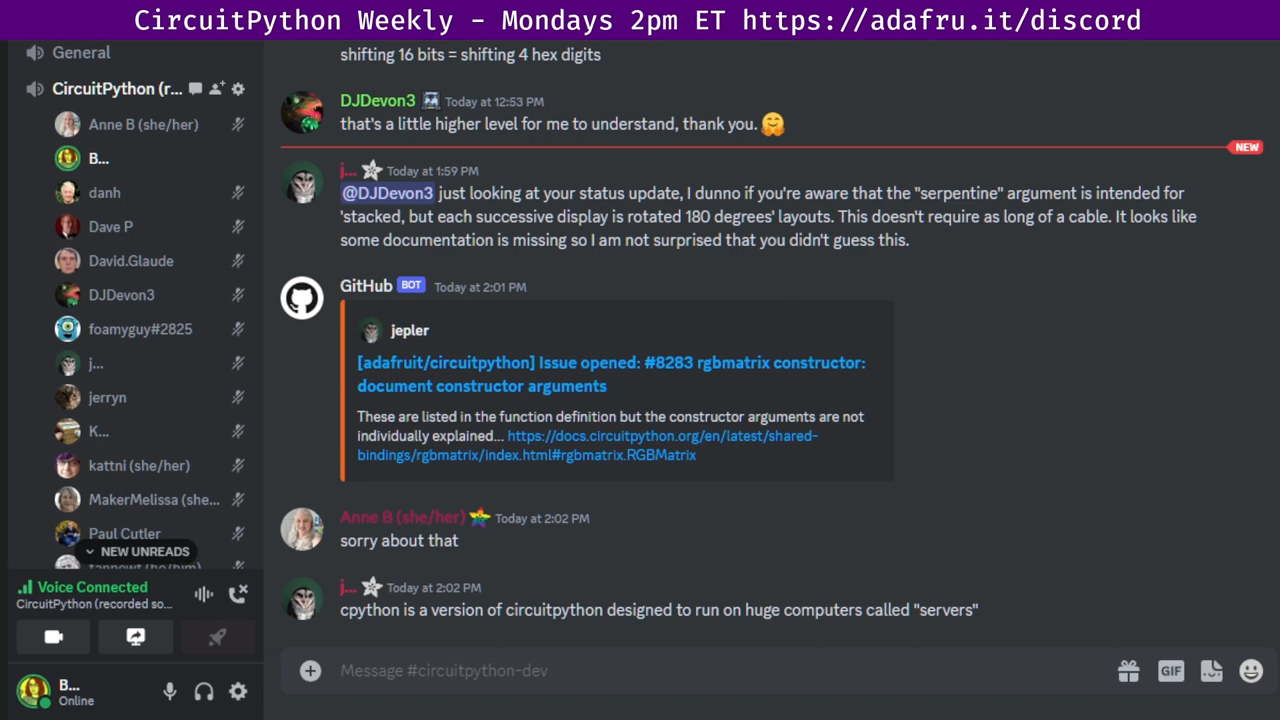 CircuitPython Weekly - Mondays 2pm ET https://adafru.it/discord
General
CircuitPython (r...
Anne B (she/her)
B...
danh
Dave P
David.Glaude
DJDevon3
foamyguy#2825
j...
jerryn
K...
kattni (she/her)
MakerMelissa (she...
Paul Cutler
NEW UNREADS
tannewt (he/him)
Voice Connected
CircuitPython (recorded so...
B...
Online
shifting 16 bits = shifting 4 hex digits
DJDevon3 Today at 12:53 PM
that's a little higher level for me to understand, thank you. 🤗
NEW
j... Today at 1:59 PM
@DJDevon3 just looking at your status update, I dunno if you're aware that the "serpentine" argument is intended for
'stacked, but each successive display is rotated 180 degrees' layouts. This doesn't require as long of a cable. It looks like
some documentation is missing so I am not surprised that you didn't guess this.
GitHub BOT Today at 2:01 PM
jepler
[adafruit/circuitpython] Issue opened: #8283 rgbmatrix constructor:
document constructor arguments
These are listed in the function definition but the constructor arguments are not
individually explained... https://docs.circuitpython.org/en/latest/shared-
bindings/rgbmatrix/index.html#rgbmatrix.RGBMatrix
Anne B (she/her) Today at 2:02 PM
sorry about that
j... Today at 2:02 PM
cpython is a version of circuitpython designed to run on huge computers called "servers"
Message #circuitpython-dev
GIF